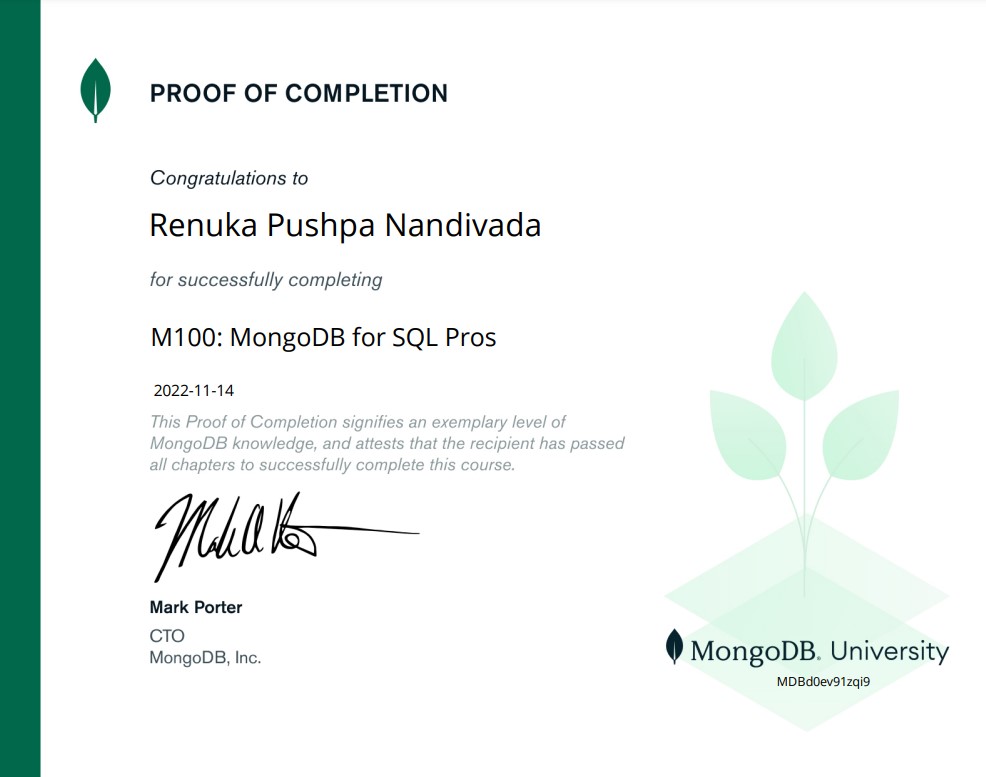 PROOF OF COMPLETION
Congratulations to
Renuka Pushpa Nandivada
for successfully completing
M100: MongoDB for SQL Pros
2022-11-14
This Proof of Completion signifies an exemplary level of
MongoDB knowledge, and attests that the recipient has passed
all chapters to successfully complete this course.
Mark Porter
CTO
MongoDB, Inc.
MongoDB. University
MDBd0ev91zqi9